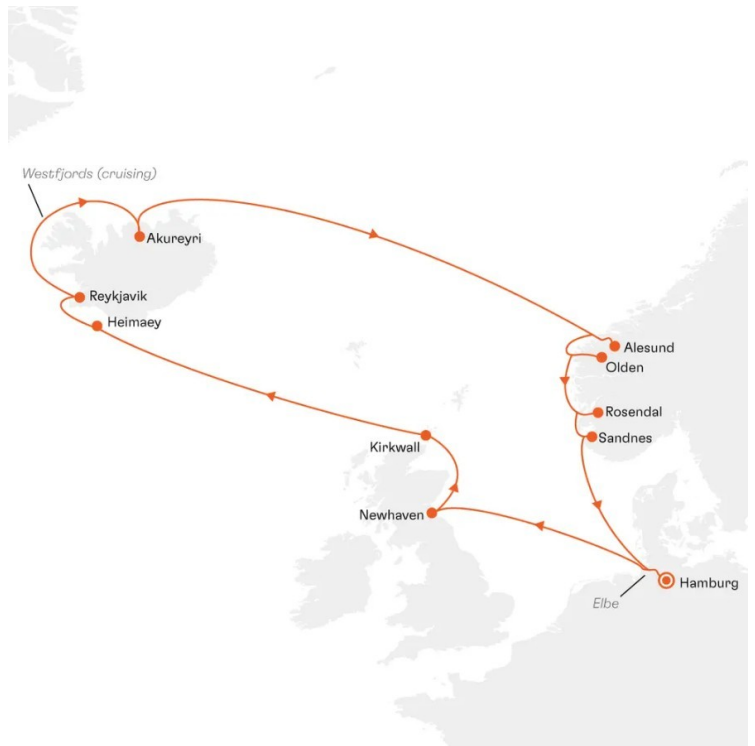 Westfjords (cruising)
Akureyri
Reykjavik
Heimaey
Alesund
Olden
Rosendal
Sandnes
Kirkwall
Newhaven
Hamburg
Elbe